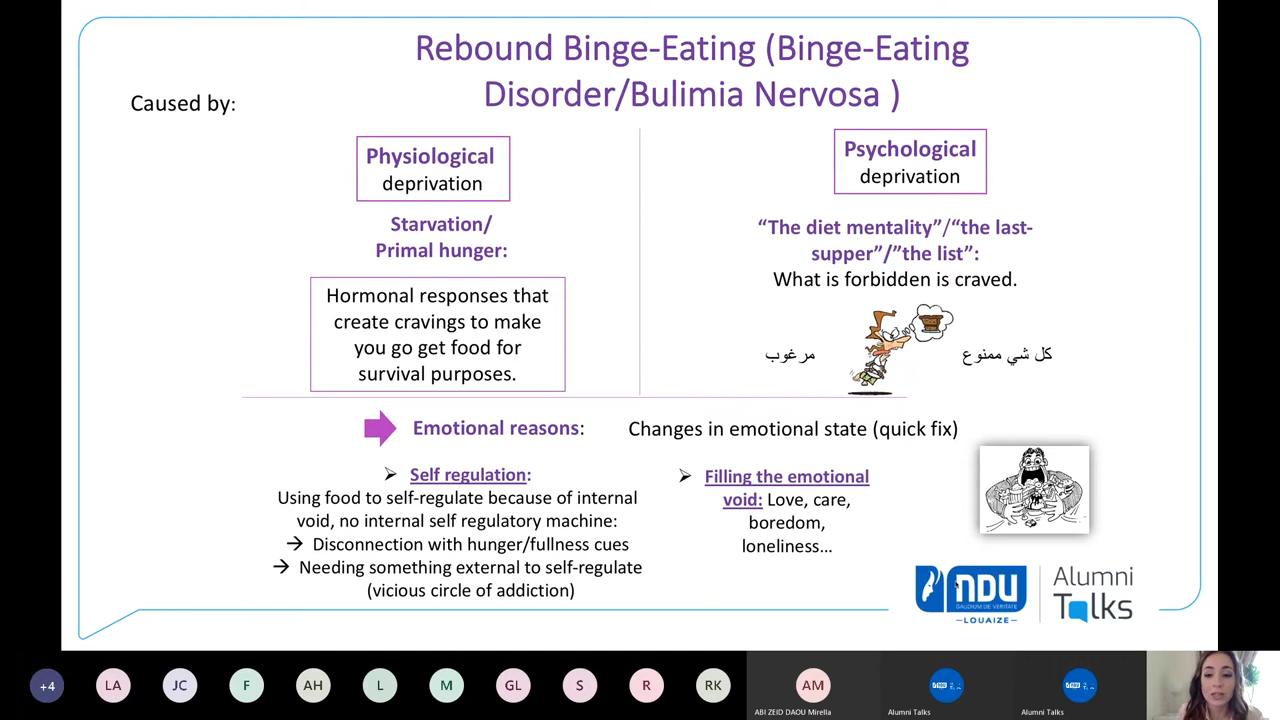 Rebound Binge-Eating (Binge-Eating
Disorder/Bulimia Nervosa )
Caused by:
Physiological
deprivation
Starvation/
Primal hunger:
Hormonal responses that
create cravings to make
you go get food for
survival purposes.
Psychological
deprivation
“The diet mentality”/“the last-
supper”/”the list”:
What is forbidden is craved.
كل شي ممنوع
مرغوب
Emotional reasons:
Changes in emotional state (quick fix)
➢ Self regulation:
Using food to self-regulate because of internal
void, no internal self regulatory machine:
→ Disconnection with hunger/fullness cues
→ Needing something external to self-regulate
(vicious circle of addiction)
➢ Filling the emotional
void: Love, care,
boredom,
loneliness...
NDU
GAUDIUM DE VERITATE
–LOUAIZE–
Alumni
Talks
+4
LA
JC
F
AH
L
M
GL
S
R
RK
AM
ABI ZEID DAOU Mirella
Alumni Talks
Alumni Talks